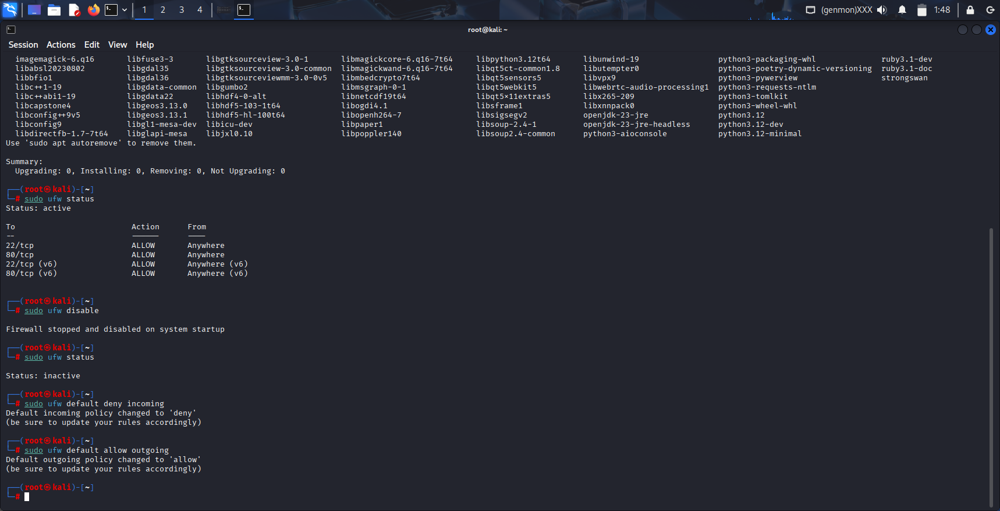 1 2 3 4 (genmon)XXX 1:48
root@kali: ~
Session Actions Edit View Help
imagemagick-6.q16 libfuse3-3 libgtksourceview-3.0-1 libmagickcore-6.q16-7t64 libpython3.12t64 libunwind-19 python3-packaging-whl ruby3.1-dev
libabsl20230802 libgdal35 libgtksourceview-3.0-common libmagickwand-6.q16-7t64 libqt5ct-common1.8 libutempter0 python3-poetry-dynamic-versioning ruby3.1-doc
libbfio1 libgdal36 libgtksourceviewmm-3.0-0v5 libmbedcrypto7t64 libqt5sensors5 libvpx9 python3-pywerview strongswan
libc++1-19 libgdata-common libgumbo2 libmsgraph-0-1 libqt5webkit5 libwebrtc-audio-processing1 python3-requests-ntlm
libc++abi1-19 libgdata22 libhdf4-0-alt libnetcdf19t64 libqt5×11extras5 libx265-209 python3-tomlkit
libcapstone4 libgeos3.13.0 libhdf5-103-1t64 libogdi4.1 libsframe1 libxnnpack0 python3-wheel-whl
libconfig++9v5 libgeos3.13.1 libhdf5-hl-100t64 libopenh264-7 libsigsegv2 openjdk-23-jre python3.12
libconfig9 libgl1-mesa-dev libicu-dev libpaper1 libsoup-2.4-1 openjdk-23-jre-headless python3.12-dev
libdirectfb-1.7-7t64 libglapi-mesa libjxl0.10 libpoppler140 libsoup2.4-common python3-aioconsole python3.12-minimal
Use 'sudo apt autoremove' to remove them.
Summary:
Upgrading: 0, Installing: 0, Removing: 0, Not Upgrading: 0
┌──(root㉿kali)-[~]
└─# sudo ufw status
Status: active
To Action From
-- ------ ----
22/tcp ALLOW Anywhere
80/tcp ALLOW Anywhere
22/tcp (v6) ALLOW Anywhere (v6)
80/tcp (v6) ALLOW Anywhere (v6)
┌──(root㉿kali)-[~]
└─# sudo ufw disable
Firewall stopped and disabled on system startup
┌──(root㉿kali)-[~]
└─# sudo ufw status
Status: inactive
┌──(root㉿kali)-[~]
└─# sudo ufw default deny incoming
Default incoming policy changed to 'deny'
(be sure to update your rules accordingly)
┌──(root㉿kali)-[~]
└─# sudo ufw default allow outgoing
Default outgoing policy changed to 'allow'
(be sure to update your rules accordingly)
┌──(root㉿kali)-[~]
└─#